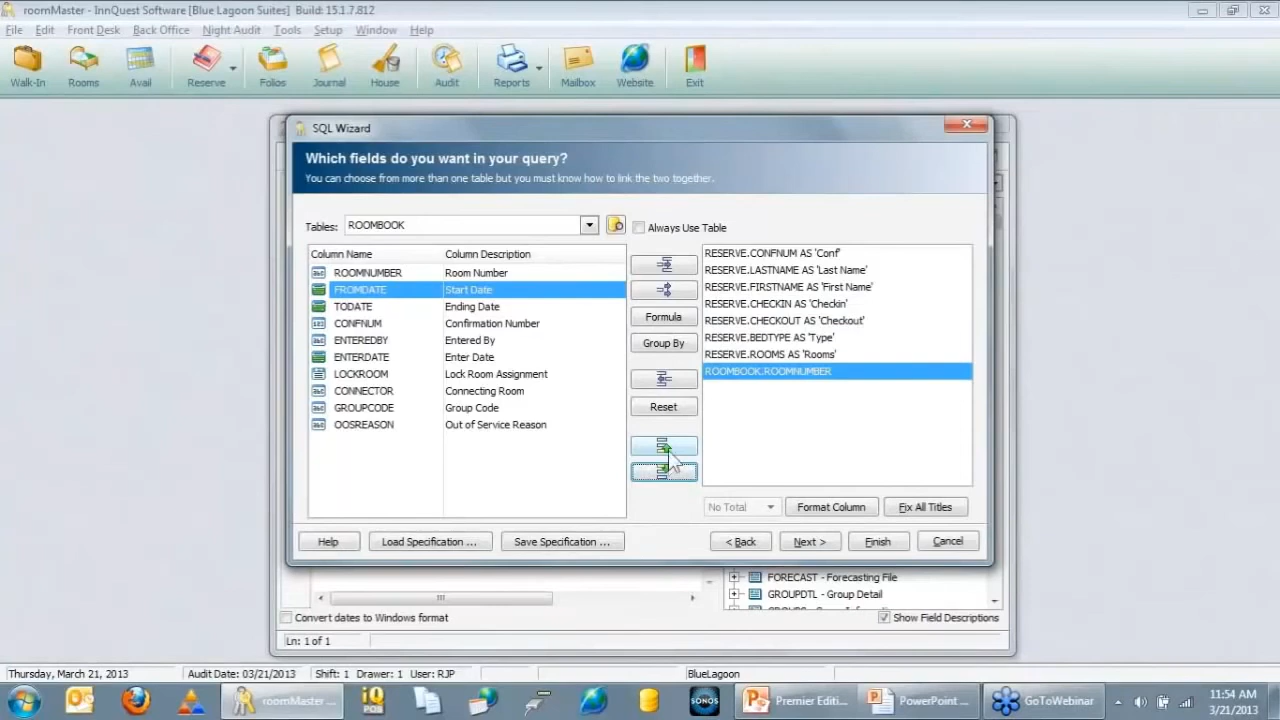 roomMaster - InnQuest Software [Blue Lagoon Suites] Build: 15.1.7.812
File Edit Front Desk Back Office Night Audit Tools Setup Window Help
Walk-In Rooms Avail Reserve Folios Journal House Audit Reports Mailbox Website Exit
SQL Wizard
Which fields do you want in your query?
You can choose from more than one table but you must know how to link the two together.
Tables: ROOMBOOK Always Use Table
Column Name Column Description
ROOMNUMBER Room Number
FROMDATE Start Date
TODATE Ending Date
CONFNUM Confirmation Number
ENTEREDBY Entered By
ENTERDATE Enter Date
LOCKROOM Lock Room Assignment
CONNECTOR Connecting Room
GROUPCODE Group Code
OOSREASON Out of Service Reason
Formula
Group By
Reset
RESERVE.CONFNUM AS 'Conf'
RESERVE.LASTNAME AS 'Last Name'
RESERVE.FIRSTNAME AS 'First Name'
RESERVE.CHECKIN AS 'Checkin'
RESERVE.CHECKOUT AS 'Checkout'
RESERVE.BEDTYPE AS 'Type'
RESERVE.ROOMS AS 'Rooms'
ROOMBOOK.ROOMNUMBER
No Total Format Column Fix All Titles
Help Load Specification ... Save Specification ... < Back Next > Finish Cancel
FORECAST - Forecasting File
GROUPDTL - Group Detail
Convert dates to Windows format Show Field Descriptions
Ln: 1 of 1
Thursday, March 21, 2013 Audit Date: 03/21/2013 Shift: 1 Drawer: 1 User: RJP BlueLagoon
roomMaster ... iQ POS SONOS Premier Editi... PowerPoint ... GoToWebinar 11:54 AM
3/21/2013